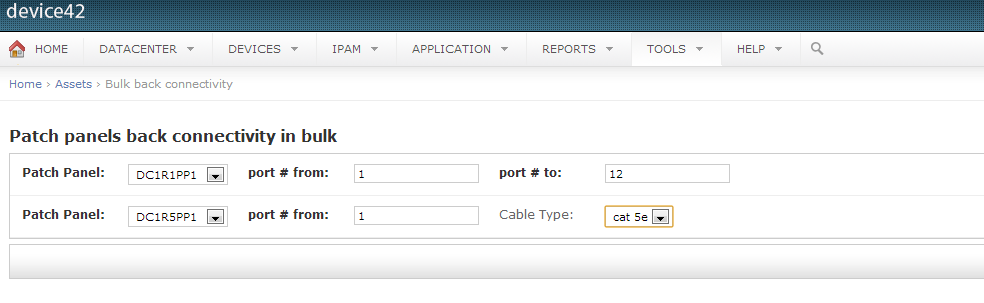 device42
HOME DATACENTER DEVICES IPAM APPLICATION REPORTS TOOLS HELP
Home › Assets › Bulk back connectivity
Patch panels back connectivity in bulk
Patch Panel: DC1R1PP1 port # from: 1 port # to: 12
Patch Panel: DC1R5PP1 port # from: 1 Cable Type: cat 5e